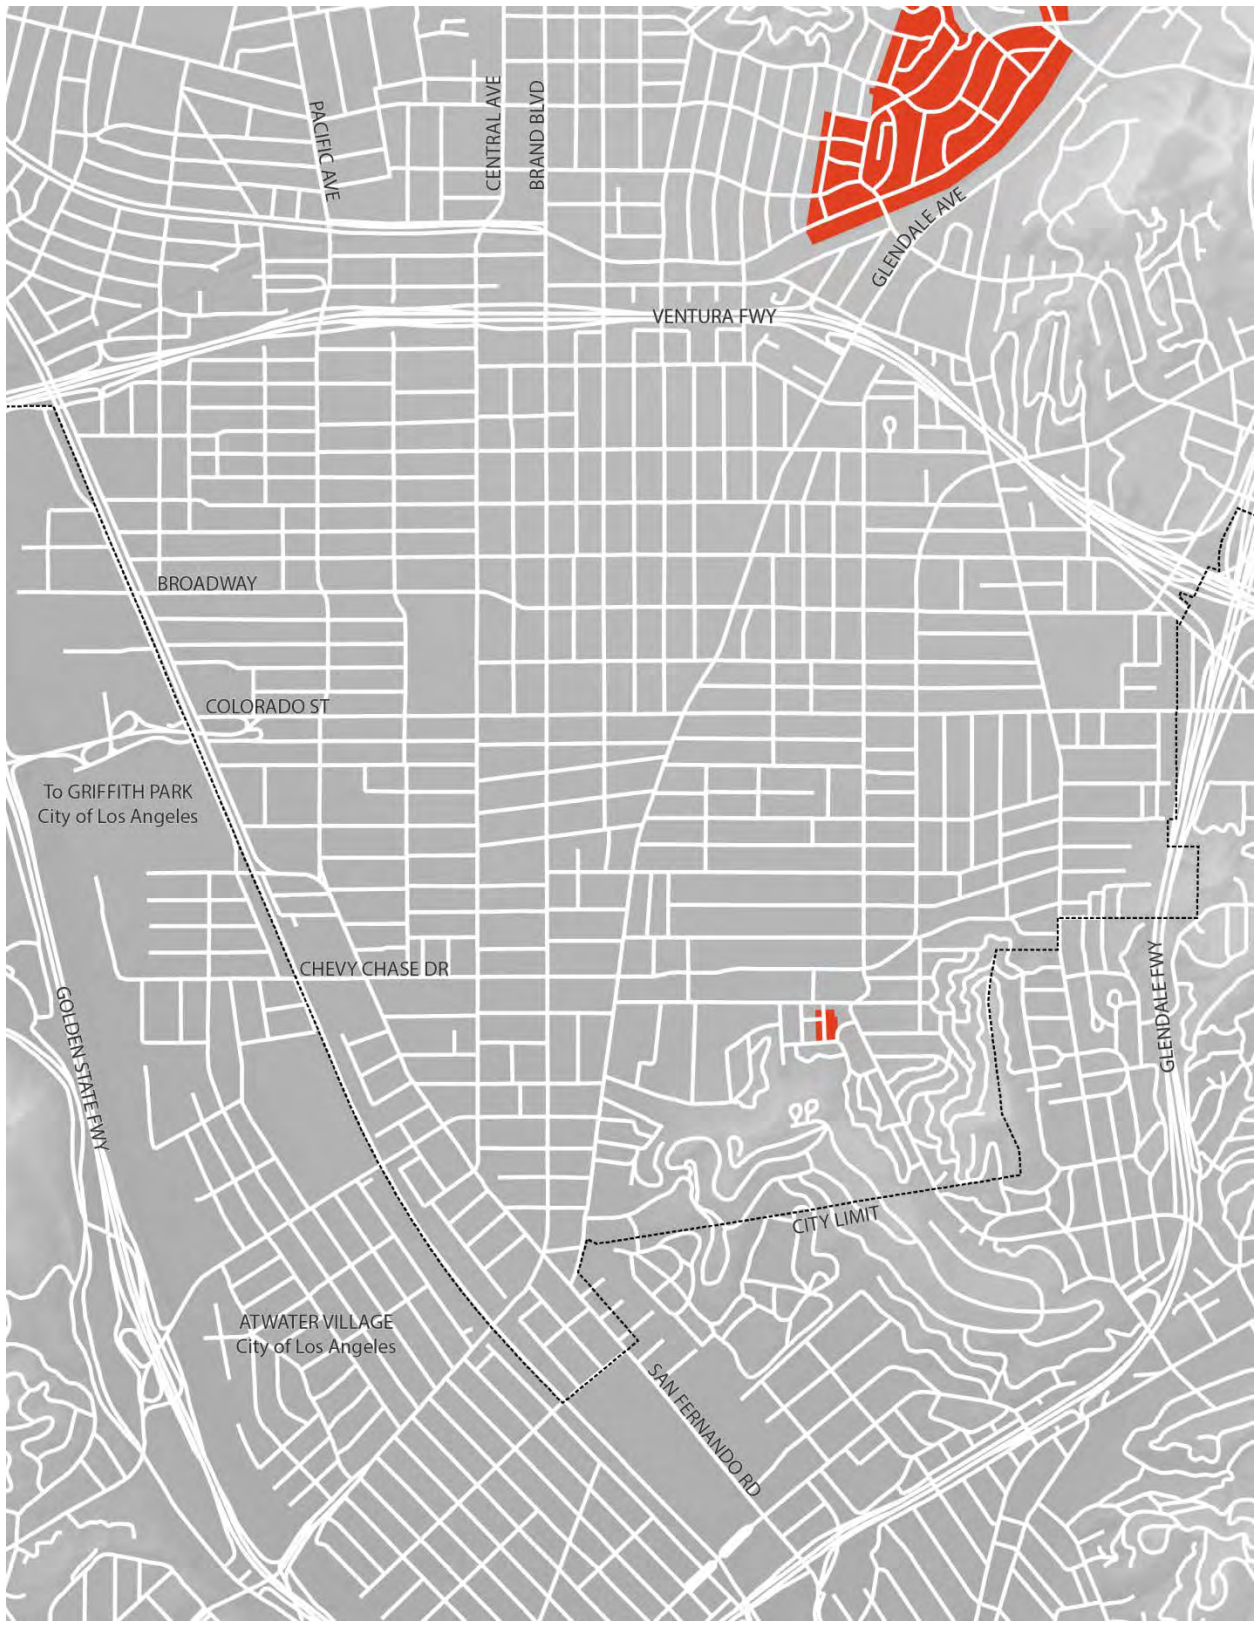 PACIFIC AVE
CENTRAL AVE
BRAND BLVD
GLENDALE AVE
VENTURA FWY
BROADWAY
COLORADO ST
To GRIFFITH PARK
City of Los Angeles
CHEVY CHASE DR
GOLDEN STATE FWY
GLENDALE FWY
CITY LIMIT
ATWATER VILLAGE
City of Los Angeles
SAN FERNANDO RD